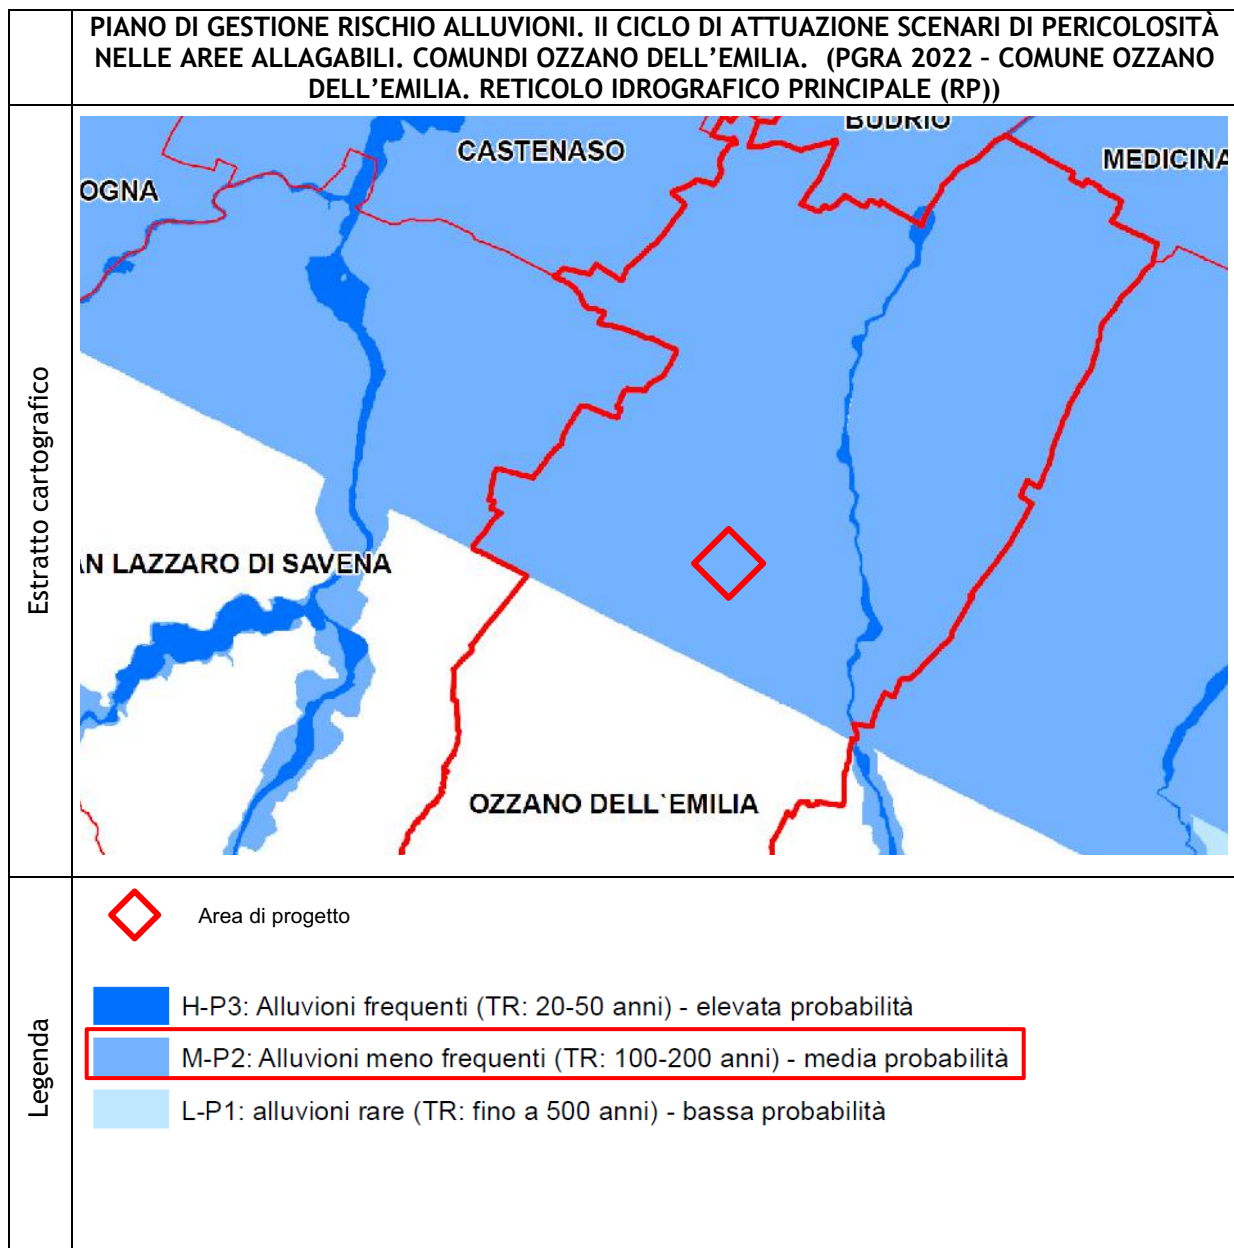 PIANO DI GESTIONE RISCHIO ALLUVIONI. II CICLO DI ATTUAZIONE SCENARI DI PERICOLOSITÀ
NELLE AREE ALLAGABILI. COMUNDI OZZANO DELL’EMILIA. (PGRA 2022 – COMUNE OZZANO
DELL’EMILIA. RETICOLO IDROGRAFICO PRINCIPALE (RP))
Estratto cartografico
BUDRIO
CASTENASO
MEDICINA
OGNA
AN LAZZARO DI SAVENA
OZZANO DELL`EMILIA
Legenda
Area di progetto
H-P3: Alluvioni frequenti (TR: 20-50 anni) - elevata probabilità
M-P2: Alluvioni meno frequenti (TR: 100-200 anni) - media probabilità
L-P1: alluvioni rare (TR: fino a 500 anni) - bassa probabilità